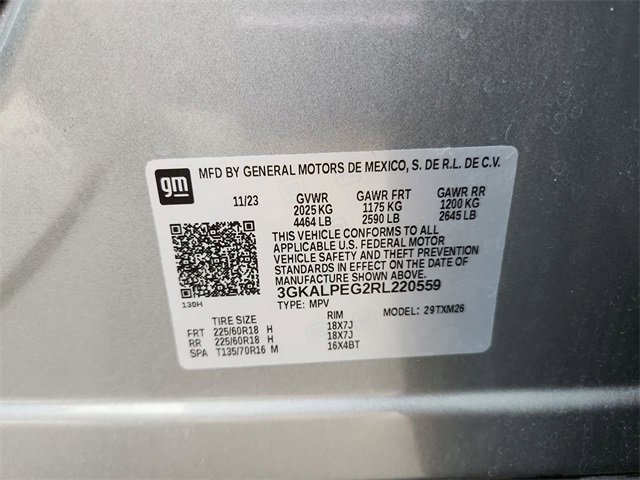 gm
MFD BY GENERAL MOTORS DE MEXICO, S. DE R.L. DE C.V.
11/23 GVWR GAWR FRT GAWR RR
2025 KG 1175 KG 1200 KG
4464 LB 2590 LB 2645 LB
THIS VEHICLE CONFORMS TO ALL
APPLICABLE U.S. FEDERAL MOTOR
VEHICLE SAFETY, BUMPER, AND THEFT
PREVENTION STANDARDS
IN EFFECT ON THE DATE OF
MANUFACTURE SHOWN ABOVE.
3GKALPEG2RL220559
130H TYPE: MPV MODEL: 29TXM26
TIRE SIZE RIM
FRT 225/60R18 H 18X7J
RR 225/60R18 H 18X7J
SPA T135/70R16 M 16X4BT